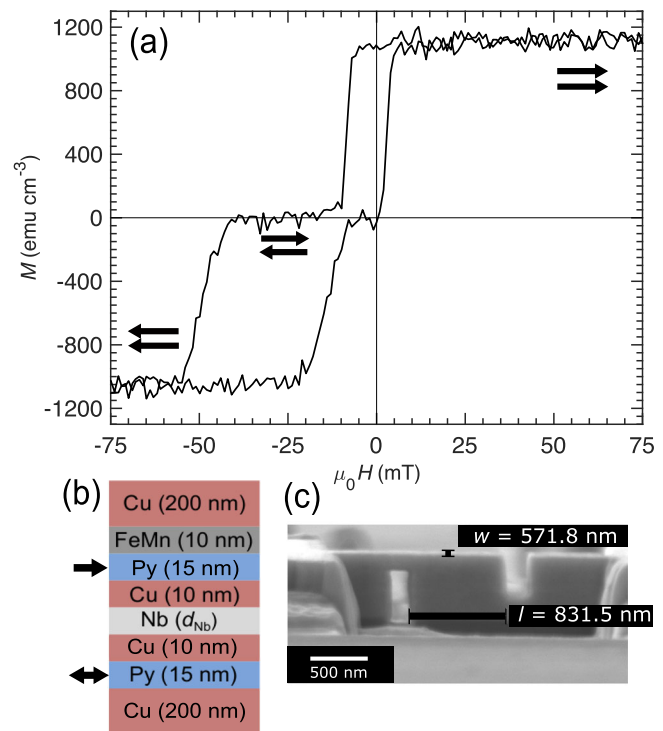 (a)
1200
800
400
0
-400
-800
-1200
M (emu cm⁻³)
-75 -50 -25 0 25 50 75
μ₀H (mT)
(b)
Cu (200 nm)
FeMn (10 nm)
Py (15 nm)
Cu (10 nm)
Nb (d_Nb)
Cu (10 nm)
Py (15 nm)
Cu (200 nm)
(c)
w = 571.8 nm
l = 831.5 nm
500 nm